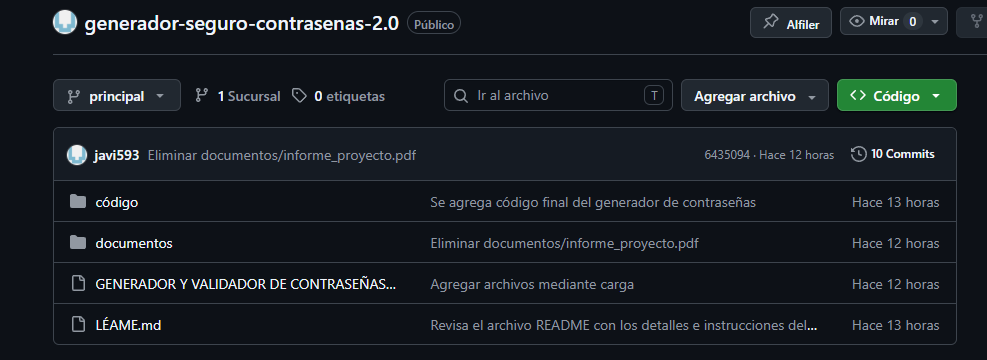 generador-seguro-contrasenas-2.0 Público Alfiler Mirar 0
principal 1 Sucursal 0 etiquetas Ir al archivo T Agregar archivo Código
javi593 Eliminar documentos/informe_proyecto.pdf 6435094 · Hace 12 horas 10 Commits
código Se agrega código final del generador de contraseñas Hace 13 horas
documentos Eliminar documentos/informe_proyecto.pdf Hace 12 horas
GENERADOR Y VALIDADOR DE CONTRASEÑAS... Agregar archivos mediante carga Hace 12 horas
LÉAME.md Revisa el archivo README con los detalles e instrucciones del... Hace 13 horas